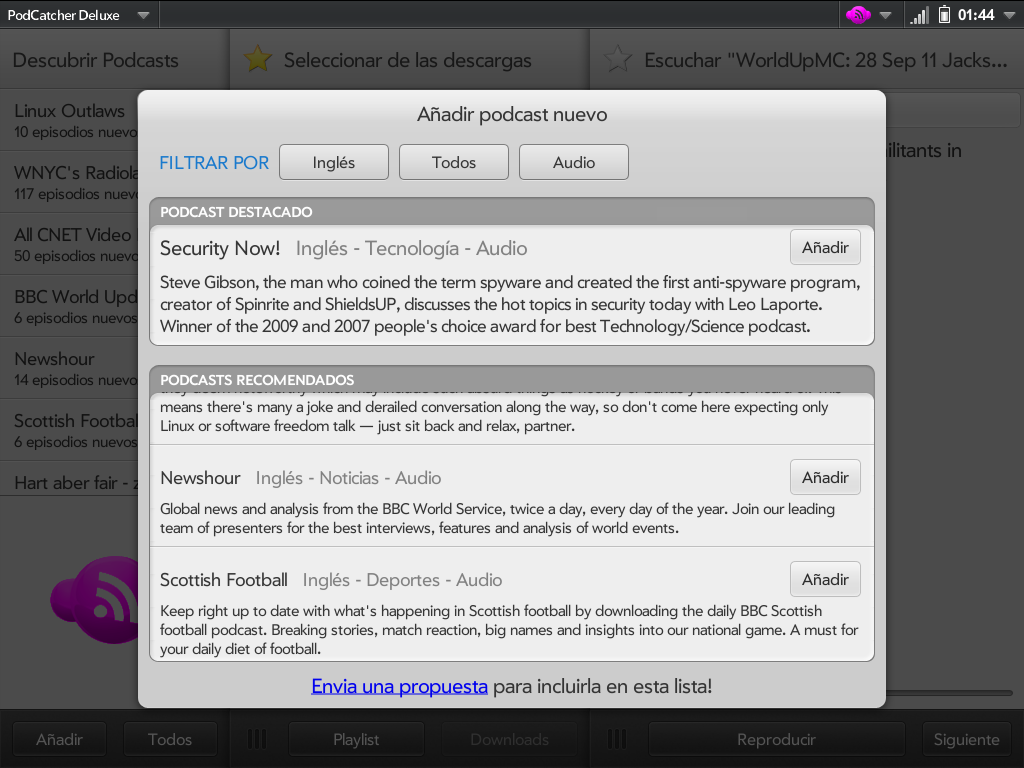 PodCatcher Deluxe
01:44
Descubrir Podcasts
Seleccionar de las descargas
Escuchar "WorldUpMC: 28 Sep 11 Jacks...
Linux Outlaws
10 episodios nuevos
WNYC's Radiola
117 episodios nuev
All CNET Video
50 episodios nuevos
BBC World Upd
6 episodios nuevos
Newshour
14 episodios nuevo
Scottish Football
6 episodios nuevos
Hart aber fair - z
militants in
Añadir podcast nuevo
FILTRAR POR
Inglés
Todos
Audio
PODCAST DESTACADO
Security Now! Inglés - Tecnología - Audio
Añadir
Steve Gibson, the man who coined the term spyware and created the first anti-spyware program,
creator of Spinrite and ShieldsUP, discusses the hot topics in security today with Leo Laporte.
Winner of the 2009 and 2007 people's choice award for best Technology/Science podcast.
PODCASTS RECOMENDADOS
means there's many a joke and derailed conversation along the way, so don't come here expecting only
Linux or software freedom talk — just sit back and relax, partner.
Newshour Inglés - Noticias - Audio
Añadir
Global news and analysis from the BBC World Service, twice a day, every day of the year. Join our leading
team of presenters for the best interviews, features and analysis of world events.
Scottish Football Inglés - Deportes - Audio
Añadir
Keep right up to date with what's happening in Scottish football by downloading the daily BBC Scottish
football podcast. Breaking stories, match reaction, big names and insights into our national game. A must for
your daily diet of football.
Envia una propuesta para incluirla en esta lista!
Añadir
Todos
Playlist
Downloads
Reproducir
Siguiente